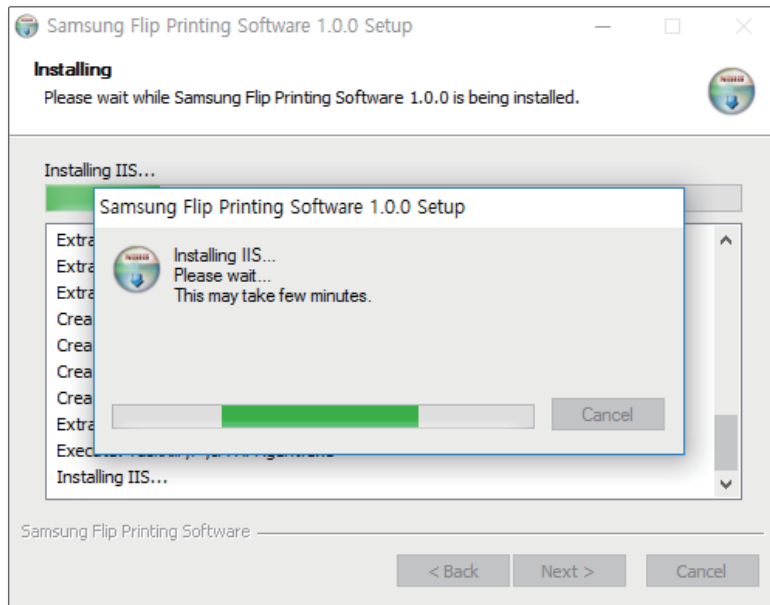 Samsung Flip Printing Software 1.0.0 Setup
Installing
Please wait while Samsung Flip Printing Software 1.0.0 is being installed.
Installing IIS...
Samsung Flip Printing Software 1.0.0 Setup
Installing IIS...
Please wait...
This may take few minutes.
Cancel
Extra
Extra
Extra
Crea
Crea
Crea
Crea
Extra
Installing IIS...
Samsung Flip Printing Software
< Back
Next >
Cancel